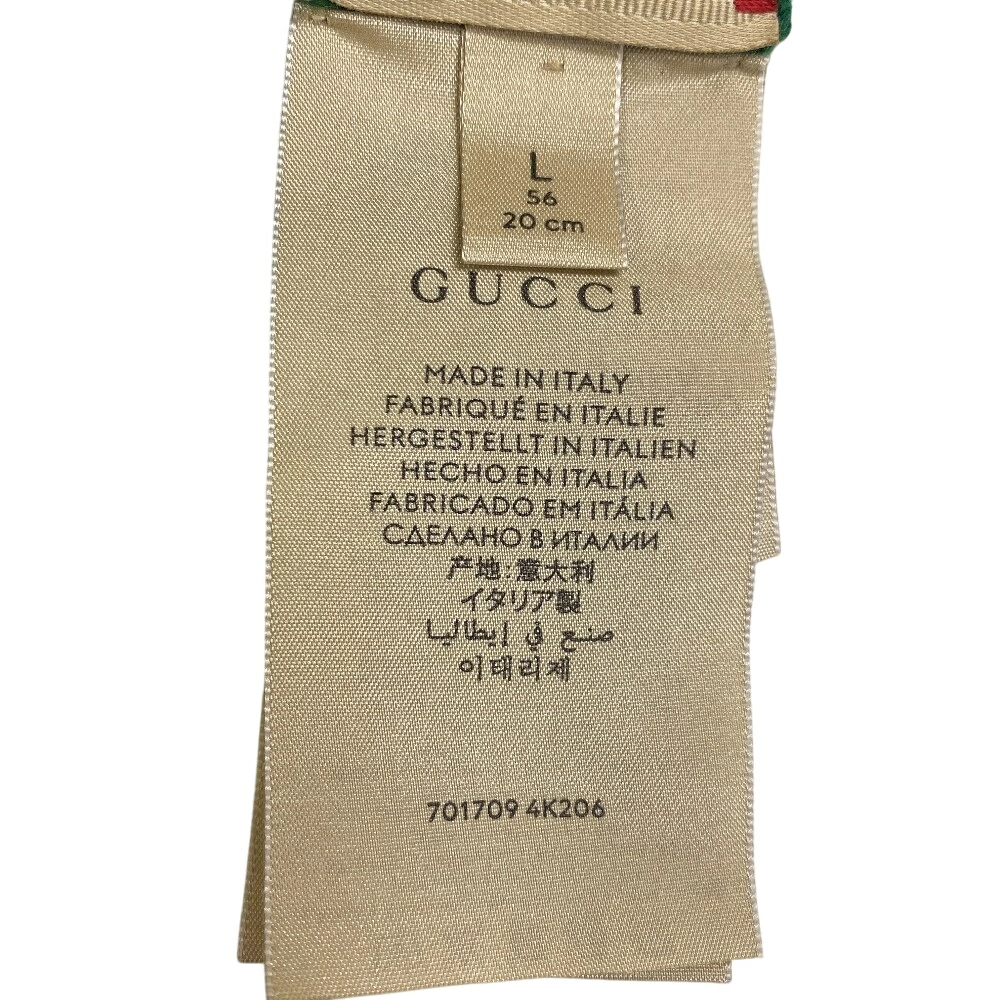 L
56
20 cm
GUCCI
MADE IN ITALY
FABRIQUÉ EN ITALIE
HERGESTELLT IN ITALIEN
HECHO EN ITALIA
FABRICADO EM ITÁLIA
СДЕЛАНО В ИТАЛИИ
产地:意大利
イタリア製
صنع في إيطاليا
이태리제
701709 4K206